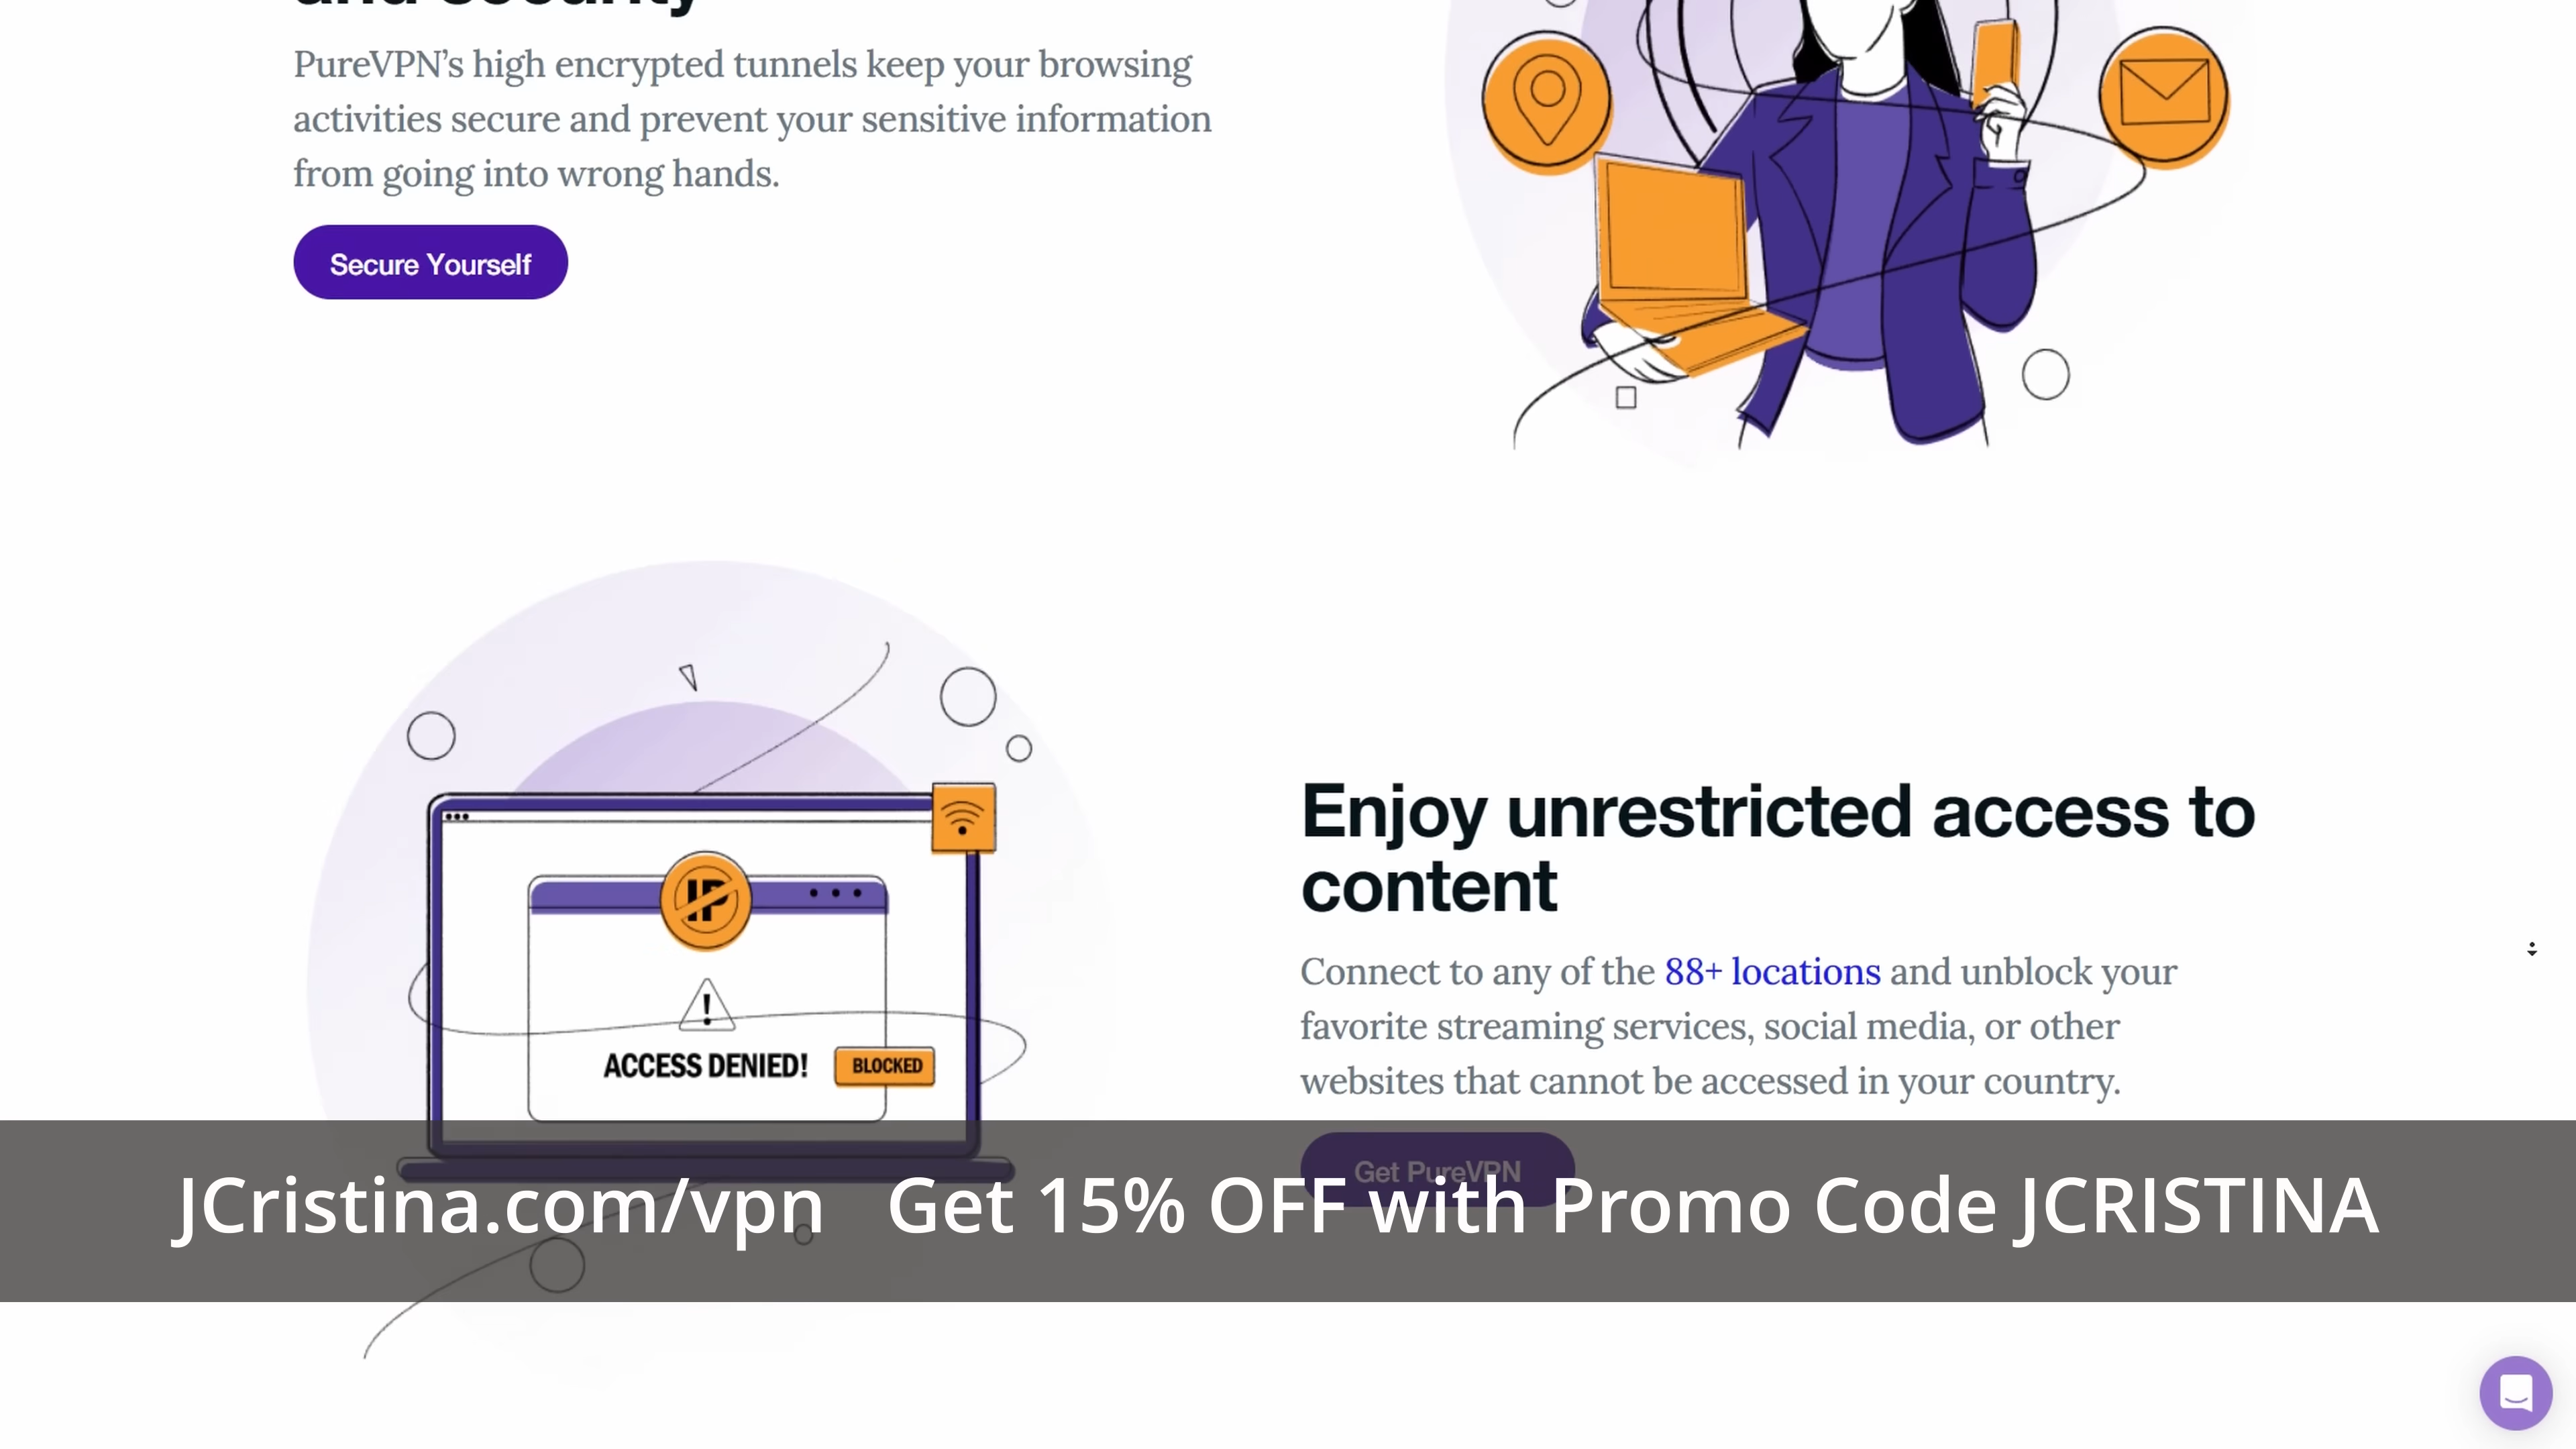 and security
PureVPN’s high encrypted tunnels keep your browsing
activities secure and prevent your sensitive information
from going into wrong hands.
Secure Yourself
IP
ACCESS DENIED!
BLOCKED
Enjoy unrestricted access to
content
Connect to any of the 88+ locations and unblock your
favorite streaming services, social media, or other
websites that cannot be accessed in your country.
Get PureVPN
JCristina.com/vpn Get 15% OFF with Promo Code JCRISTINA